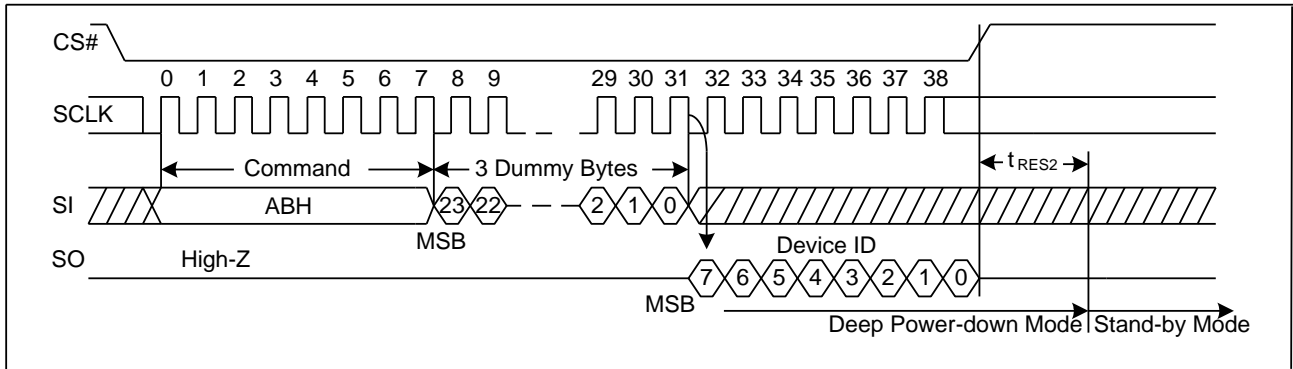 CS#
0 1 2 3 4 5 6 7 8 9 29 30 31 32 33 34 35 36 37 38
SCLK
Command 3 Dummy Bytes tRES2
SI ABH 23 22 2 1 0
MSB
SO High-Z Device ID
7 6 5 4 3 2 1 0
MSB
Deep Power-down Mode Stand-by Mode